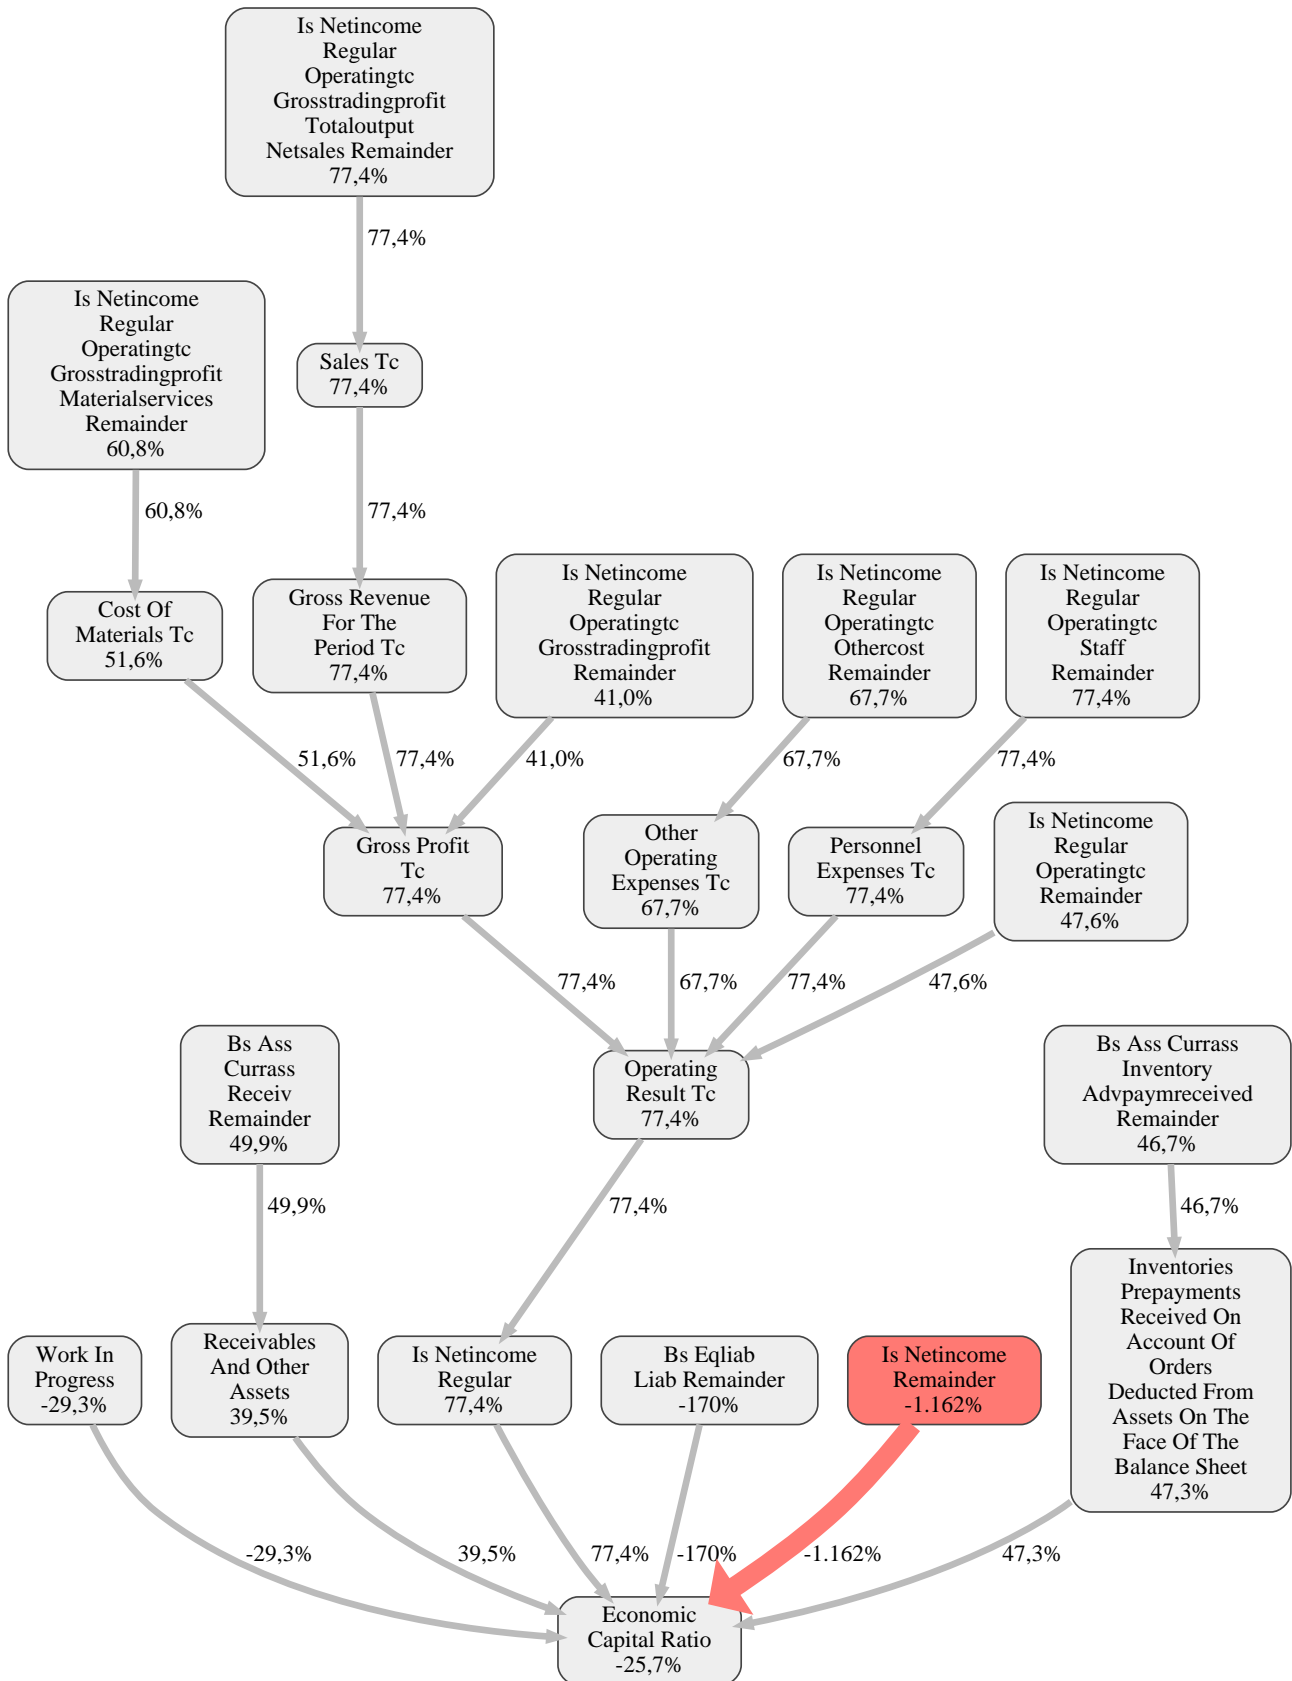 Is Netincome
Regular
Operatingtc
Grosstradingprofit
Totaloutput
Netsales Remainder
77,4%
77,4%
Is Netincome
Regular
Operatingtc
Grosstradingprofit
Materialservices
Remainder
60,8%
Sales Tc
77,4%
60,8%
77,4%
Cost Of
Materials Tc
51,6%
Gross Revenue
For The
Period Tc
77,4%
Is Netincome
Regular
Operatingtc
Grosstradingprofit
Remainder
41,0%
Is Netincome
Regular
Operatingtc
Othercost
Remainder
67,7%
Is Netincome
Regular
Operatingtc
Staff
Remainder
77,4%
51,6%
77,4%
41,0%
67,7%
77,4%
Gross Profit
Tc
77,4%
Other
Operating
Expenses Tc
67,7%
Personnel
Expenses Tc
77,4%
Is Netincome
Regular
Operatingtc
Remainder
47,6%
77,4%
67,7%
77,4%
47,6%
Bs Ass
Currass
Receiv
Remainder
49,9%
Operating
Result Tc
77,4%
Bs Ass Currass
Inventory
Advpaymreceived
Remainder
46,7%
49,9%
77,4%
46,7%
Work In
Progress
-29,3%
Receivables
And Other
Assets
39,5%
Is Netincome
Regular
77,4%
Bs Eqliab
Liab Remainder
-170%
Is Netincome
Remainder
-1.162%
Inventories
Prepayments
Received On
Account Of
Orders
Deducted From
Assets On The
Face Of The
Balance Sheet
47,3%
-29,3%
39,5%
77,4%
-170%
-1.162%
47,3%
Economic
Capital Ratio
-25,7%